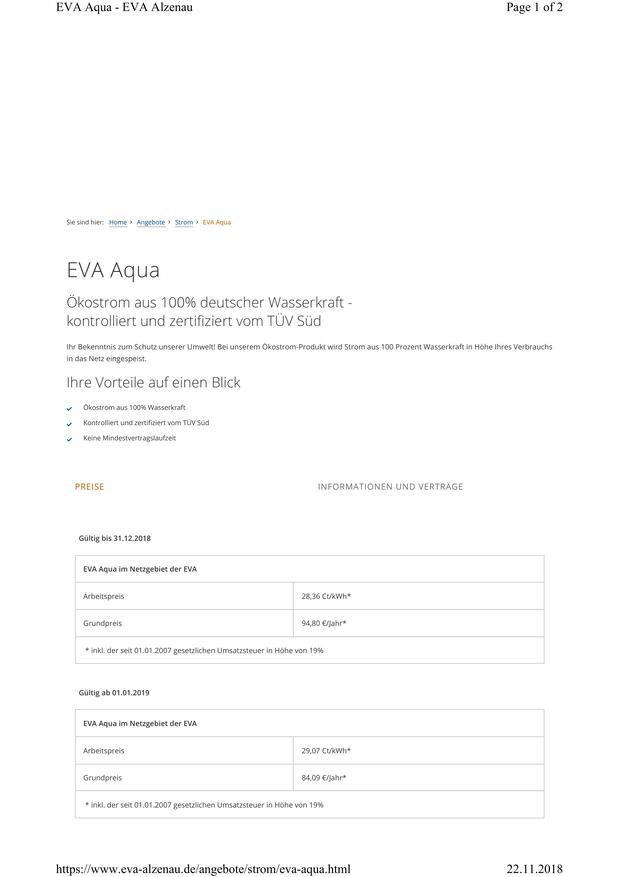 EVA Aqua - EVA Alzenau Page 1 of 2
Sie sind hier: Home › Angebote › Strom › EVA Aqua
EVA Aqua
Ökostrom aus 100% deutscher Wasserkraft -
kontrolliert und zertifiziert vom TÜV Süd
Ihr Bekenntnis zum Schutz unserer Umwelt! Bei unserem Ökostrom-Produkt wird Strom aus 100 Prozent Wasserkraft in Höhe Ihres Verbrauchs
in das Netz eingespeist.
Ihre Vorteile auf einen Blick
Ökostrom aus 100% Wasserkraft
Kontrolliert und zertifiziert vom TÜV Süd
Keine Mindestvertragslaufzeit
PREISE INFORMATIONEN UND VERTRÄGE
Gültig bis 31.12.2018
EVA Aqua im Netzgebiet der EVA
Arbeitspreis 28,36 Ct/kWh*
Grundpreis 94,80 €/Jahr*
* inkl. der seit 01.01.2007 gesetzlichen Umsatzsteuer in Höhe von 19%
Gültig ab 01.01.2019
EVA Aqua im Netzgebiet der EVA
Arbeitspreis 29,07 Ct/kWh*
Grundpreis 84,09 €/Jahr*
* inkl. der seit 01.01.2007 gesetzlichen Umsatzsteuer in Höhe von 19%
https://www.eva-alzenau.de/angebote/strom/eva-aqua.html 22.11.2018